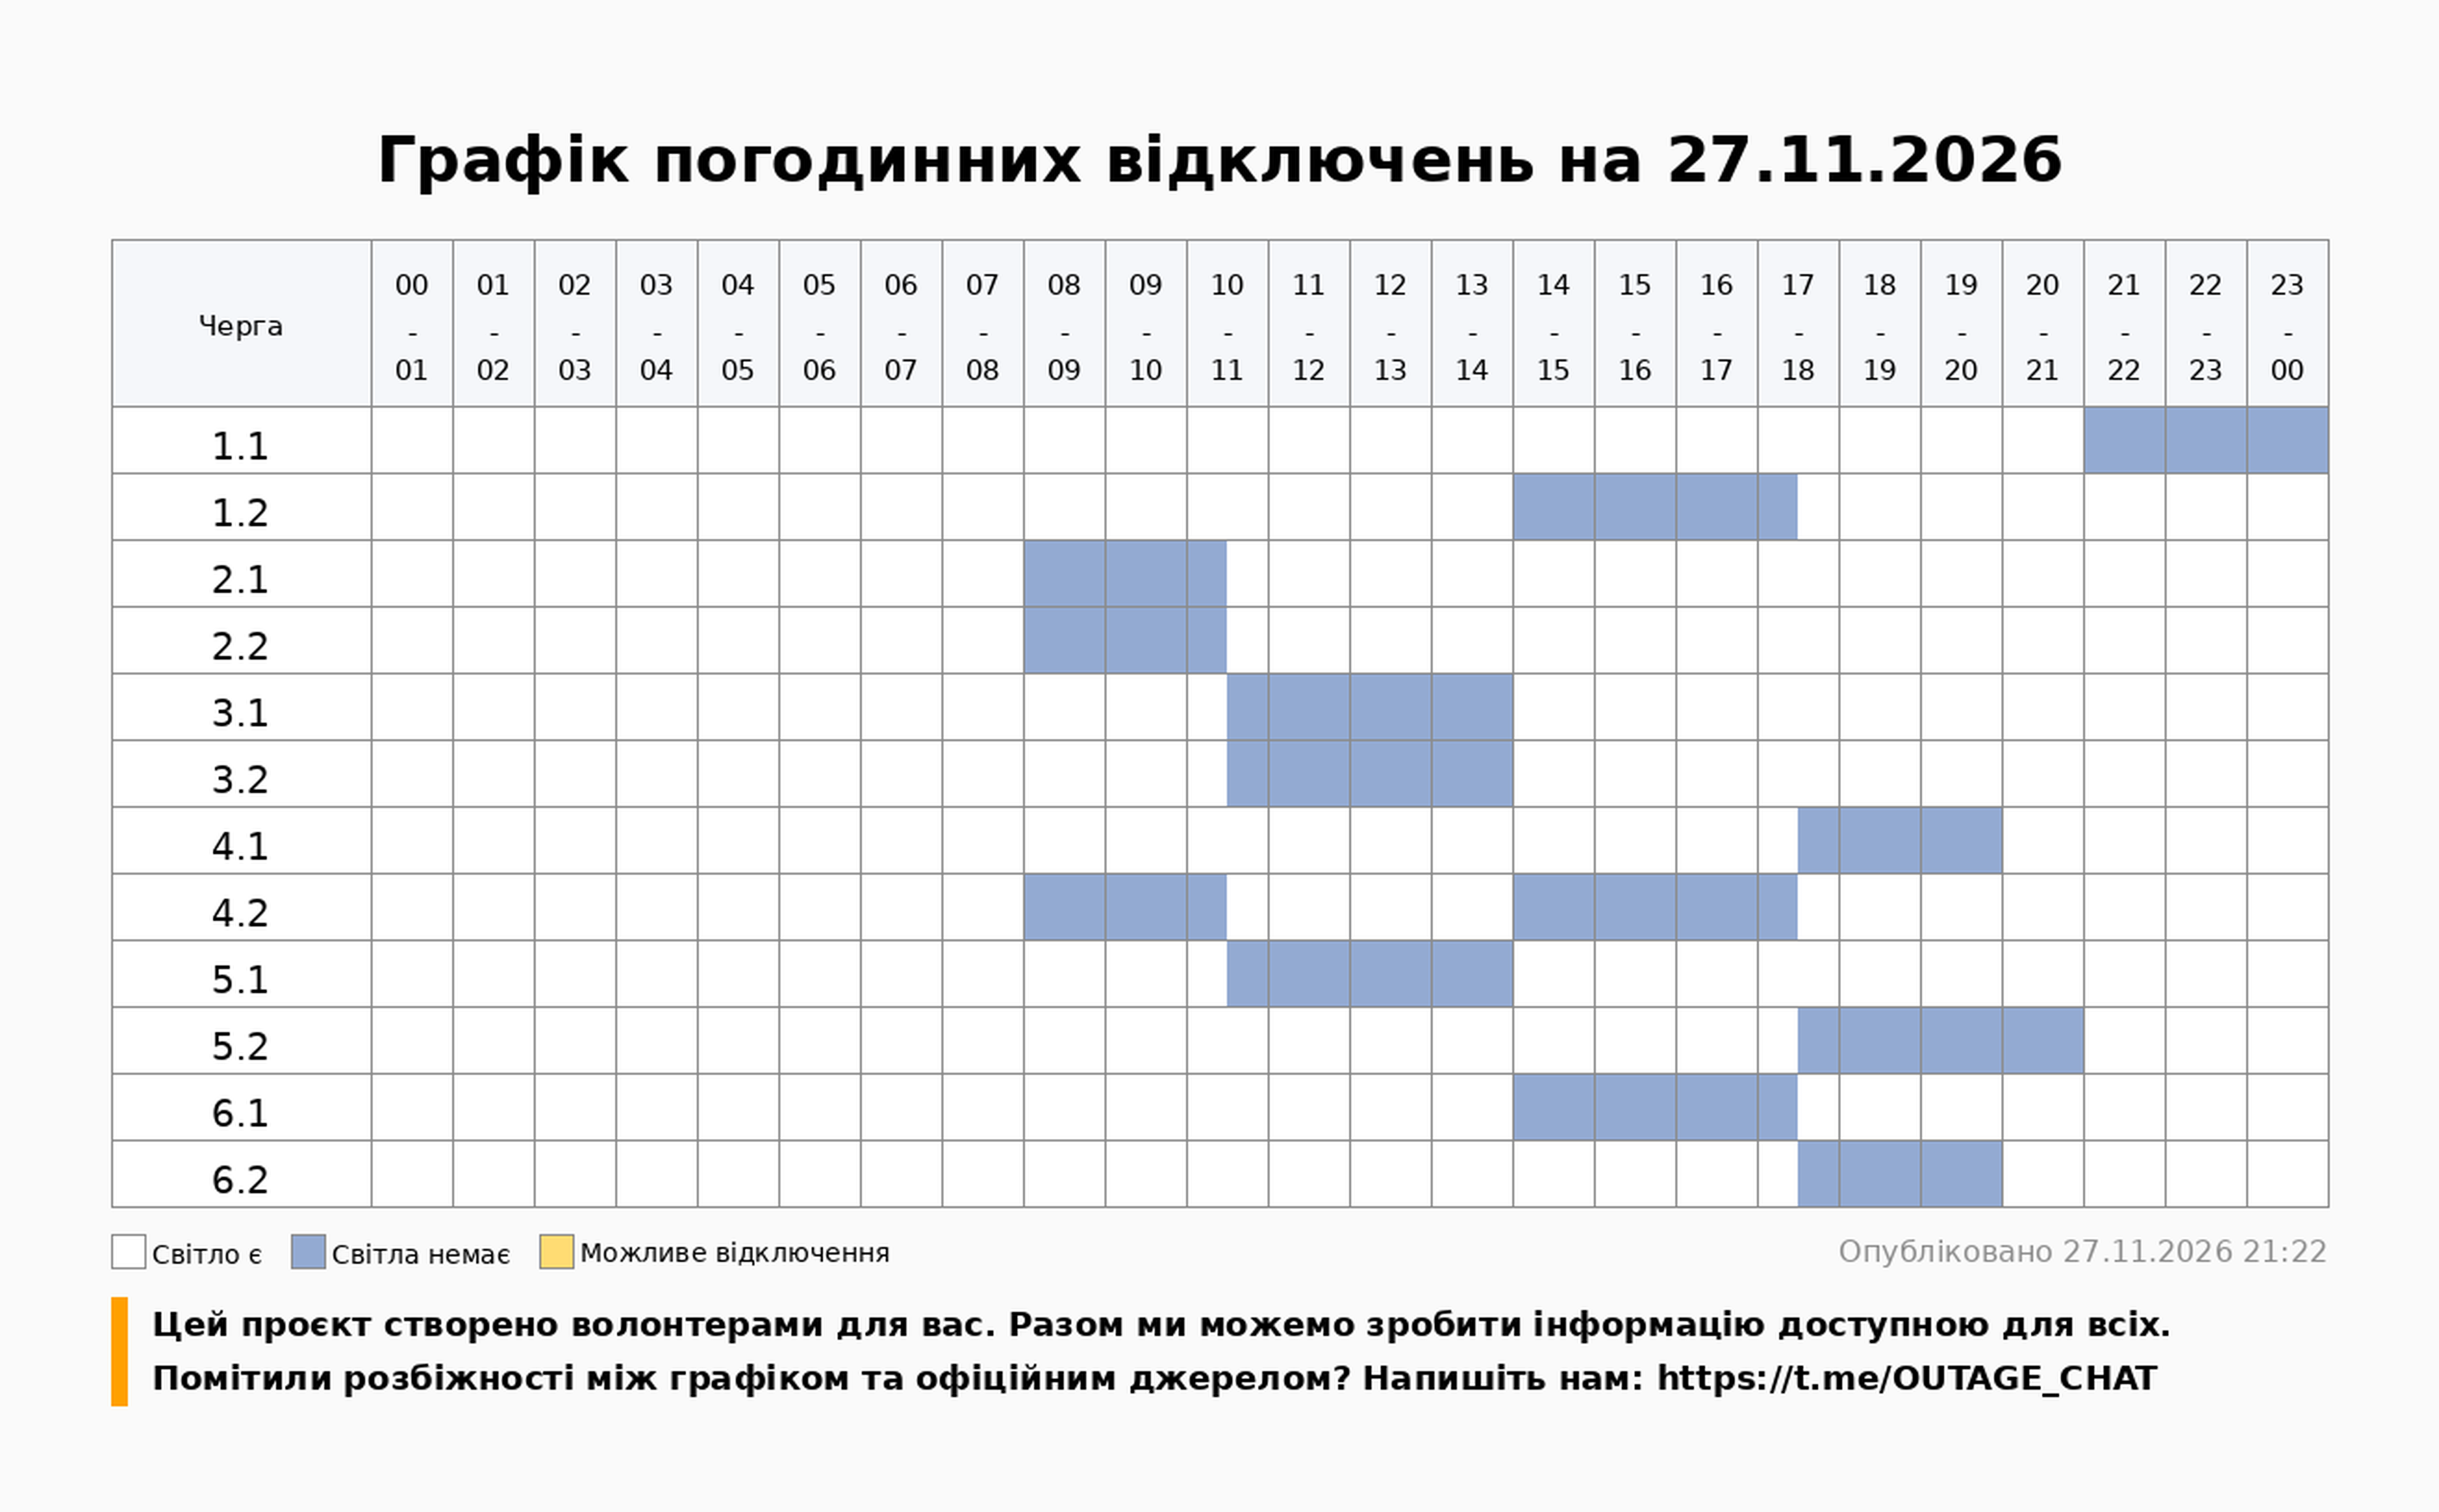 Графік погодинних відключень на 27.11.2026
Черга
00 - 01
01 - 02
02 - 03
03 - 04
04 - 05
05 - 06
06 - 07
07 - 08
08 - 09
09 - 10
10 - 11
11 - 12
12 - 13
13 - 14
14 - 15
15 - 16
16 - 17
17 - 18
18 - 19
19 - 20
20 - 21
21 - 22
22 - 23
23 - 00
1.1
1.2
2.1
2.2
3.1
3.2
4.1
4.2
5.1
5.2
6.1
6.2
Світло є
Світла немає
Можливе відключення
Опубліковано 27.11.2026 21:22
Цей проєкт створено волонтерами для вас. Разом ми можемо зробити інформацію доступною для всіх.
Помітили розбіжності між графіком та офіційним джерелом? Напишіть нам: https://t.me/OUTAGE_CHAT